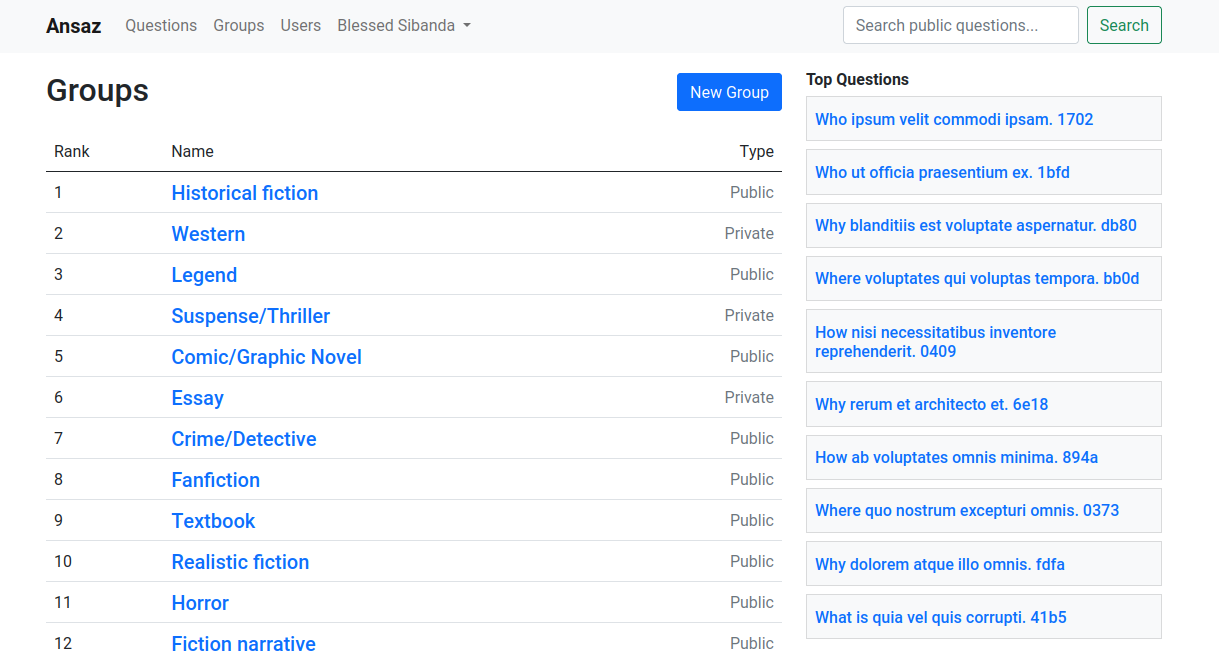 Ansaz Questions Groups Users Blessed Sibanda Search public questions... Search
Groups
New Group
Rank Name Type
1 Historical fiction Public
2 Western Private
3 Legend Public
4 Suspense/Thriller Private
5 Comic/Graphic Novel Public
6 Essay Private
7 Crime/Detective Public
8 Fanfiction Public
9 Textbook Public
10 Realistic fiction Public
11 Horror Public
12 Fiction narrative Public
Top Questions
Who ipsum velit commodi ipsam. 1702
Who ut officia praesentium ex. 1bfd
Why blanditiis est voluptate aspernatur. db80
Where voluptates qui voluptas tempora. bb0d
How nisi necessitatibus inventore
reprehenderit. 0409
Why rerum et architecto et. 6e18
How ab voluptates omnis minima. 894a
Where quo nostrum excepturi omnis. 0373
Why dolorem atque illo omnis. fdfa
What is quia vel quis corrupti. 41b5